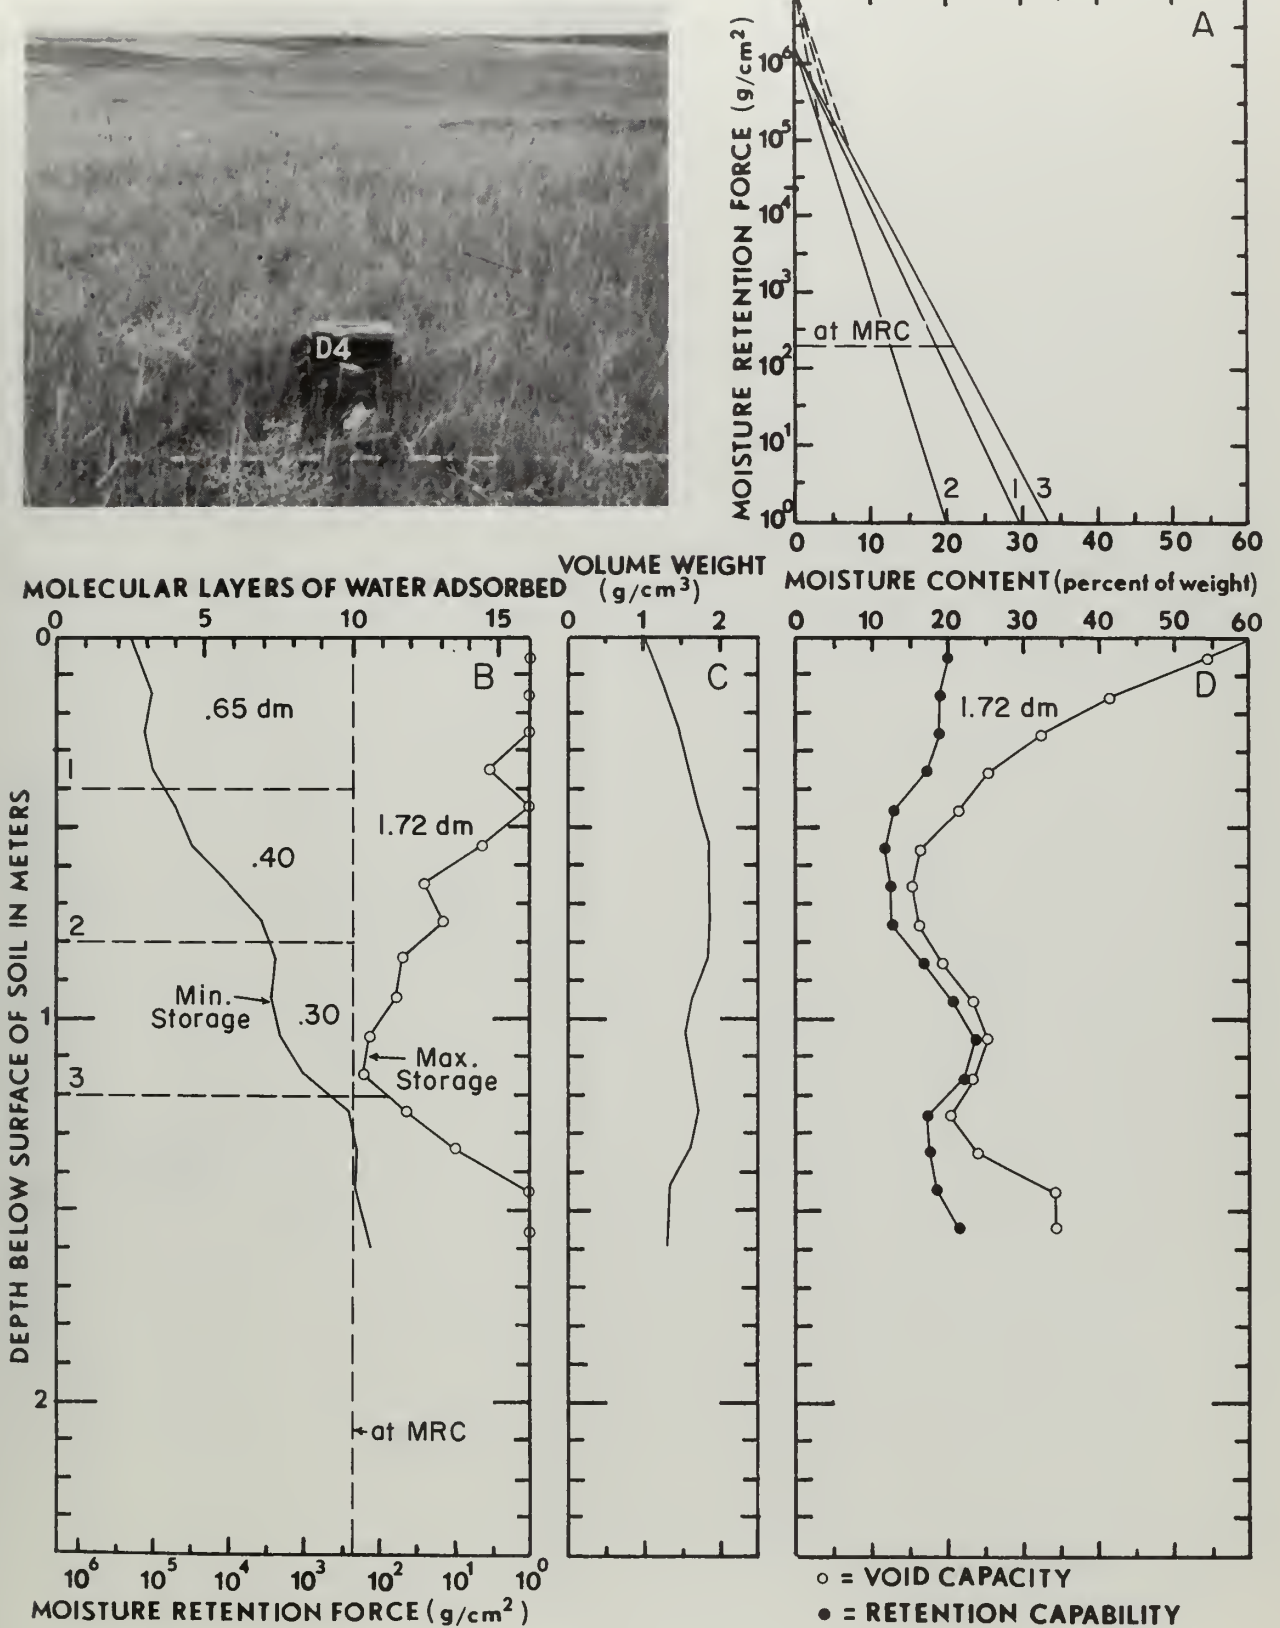 D4
A
MOISTURE RETENTION FORCE (g/cm²)
10⁶
10⁵
10⁴
10³
10²
10¹
10⁰
at MRC
2 1 3
0 10 20 30 40 50 60
MOISTURE CONTENT (percent of weight)
MOLECULAR LAYERS OF WATER ADSORBED
0 5 10 15
VOLUME WEIGHT
(g/cm³)
0 1 2
0 10 20 30 40 50 60
DEPTH BELOW SURFACE OF SOIL IN METERS
0
1
2
B
.65 dm
1
.40
1.72 dm
2
Min.
Storage
.30
Max.
Storage
3
at MRC
10⁶ 10⁵ 10⁴ 10³ 10² 10¹ 10⁰
MOISTURE RETENTION FORCE (g/cm²)
C
D
1.72 dm
○ = VOID CAPACITY
● = RETENTION CAPABILITY